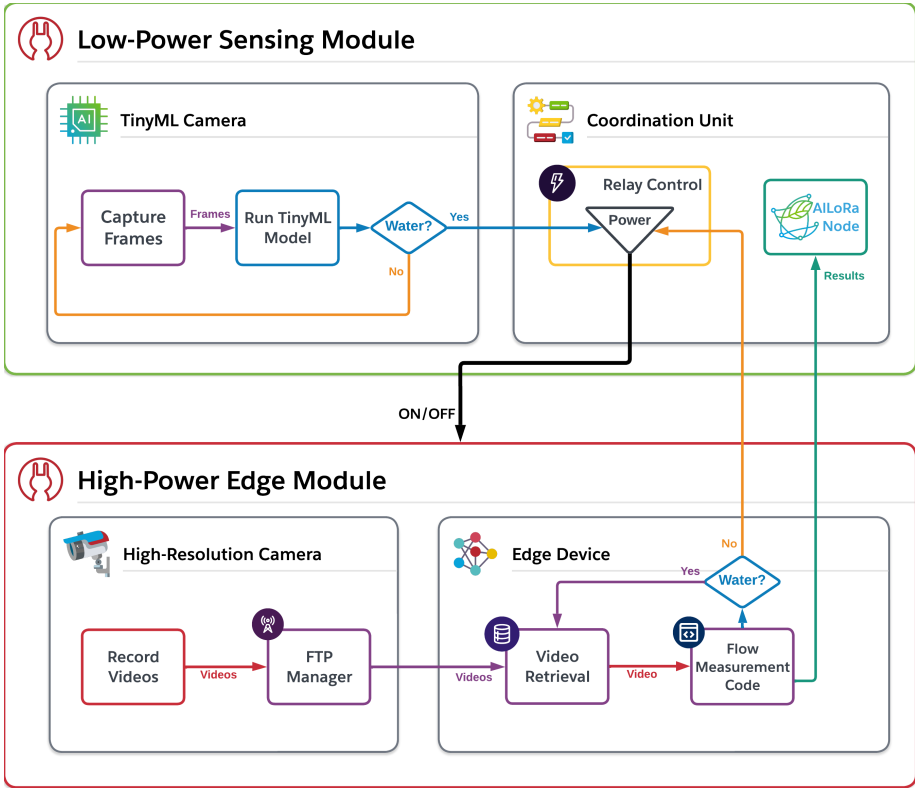 Low-Power Sensing Module
TinyML Camera
AI
Capture
Frames
Frames
Run TinyML
Model
Water?
Yes
No
Coordination Unit
Relay Control
Power
AlLoRa
Node
Results
ON/OFF
High-Power Edge Module
High-Resolution Camera
Record
Videos
Videos
FTP
Manager
Videos
Edge Device
Video
Retrieval
Video
Flow
Measurement
Code
Water?
Yes
No